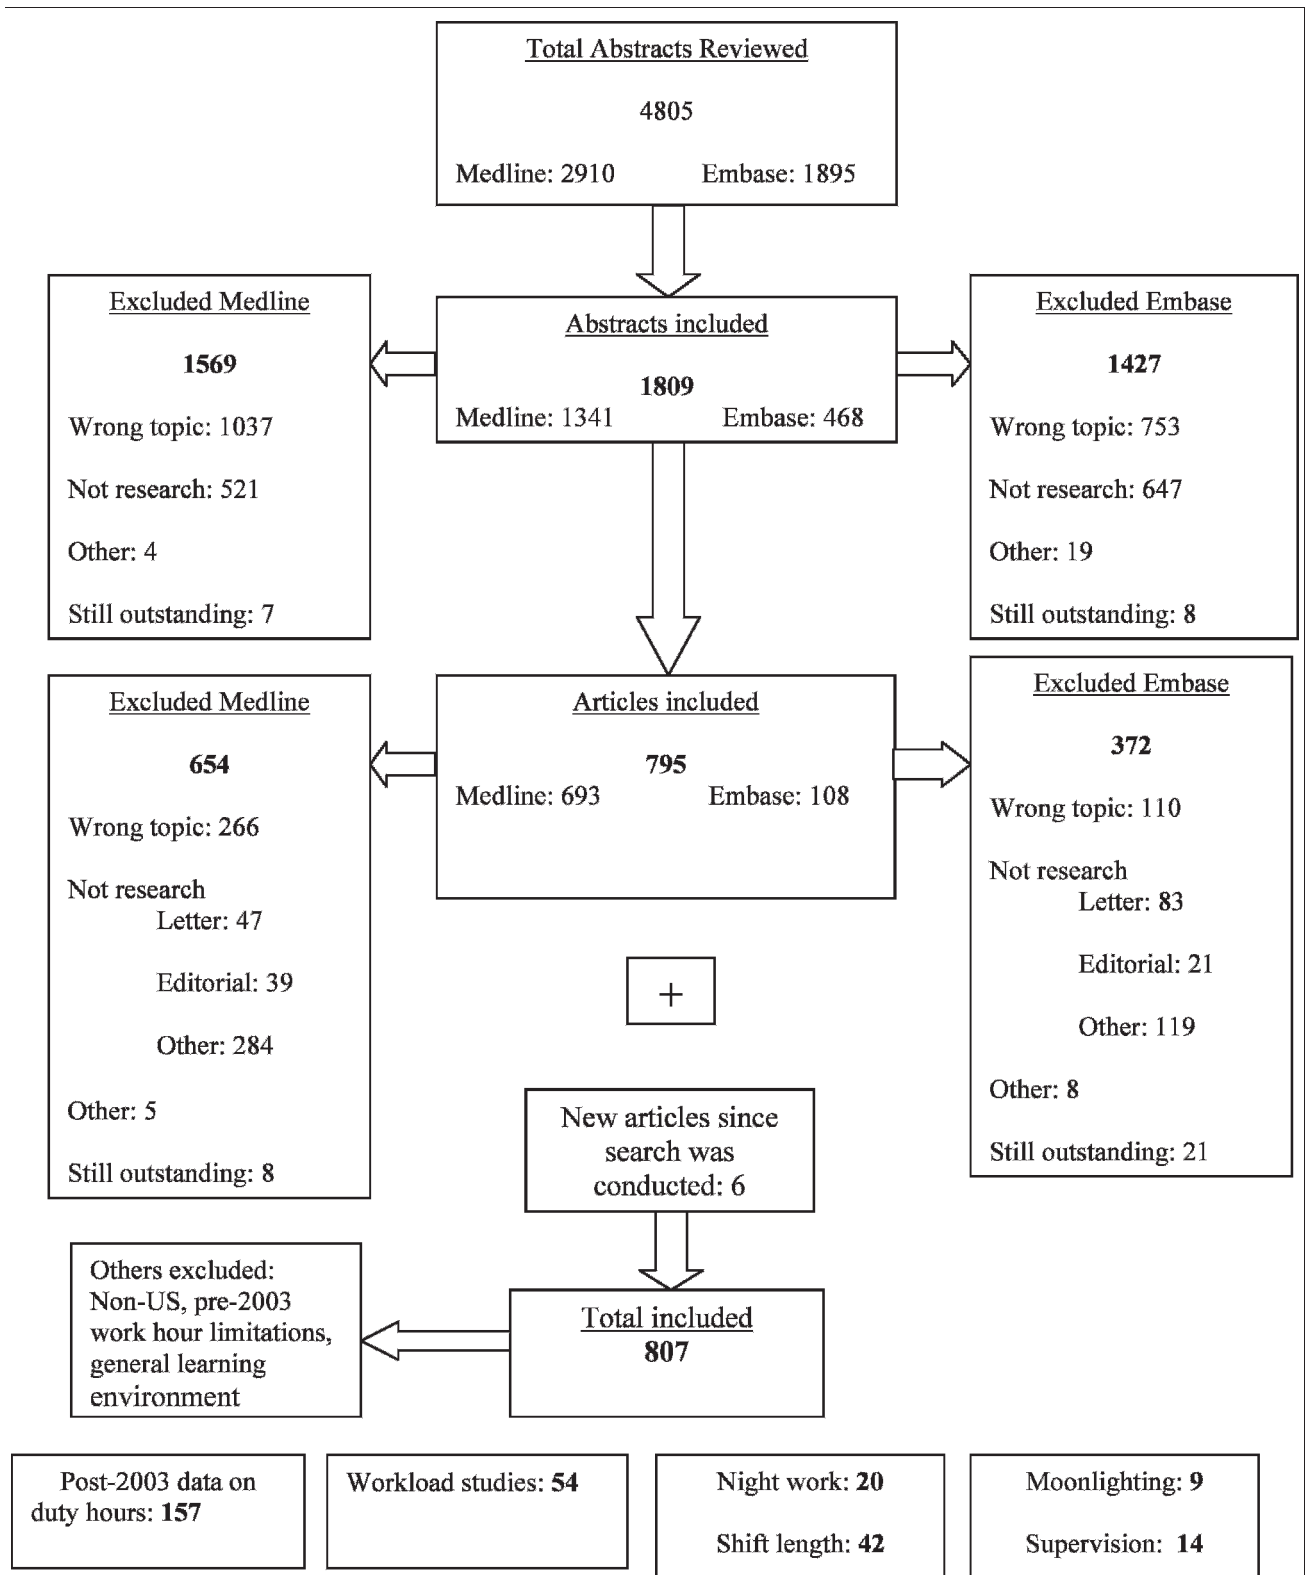 Total Abstracts Reviewed
4805
Medline: 2910 Embase: 1895
Excluded Medline
1569
Wrong topic: 1037
Not research: 521
Other: 4
Still outstanding: 7
Abstracts included
1809
Medline: 1341 Embase: 468
Excluded Embase
1427
Wrong topic: 753
Not research: 647
Other: 19
Still outstanding: 8
Excluded Medline
654
Wrong topic: 266
Not research
Letter: 47
Editorial: 39
Other: 284
Other: 5
Still outstanding: 8
Articles included
795
Medline: 693 Embase: 108
Excluded Embase
372
Wrong topic: 110
Not research
Letter: 83
Editorial: 21
Other: 119
Other: 8
Still outstanding: 21
+
New articles since
search was
conducted: 6
Others excluded:
Non-US, pre-2003
work hour limitations,
general learning
environment
Total included
807
Post-2003 data on
duty hours: 157
Workload studies: 54
Night work: 20
Shift length: 42
Moonlighting: 9
Supervision: 14